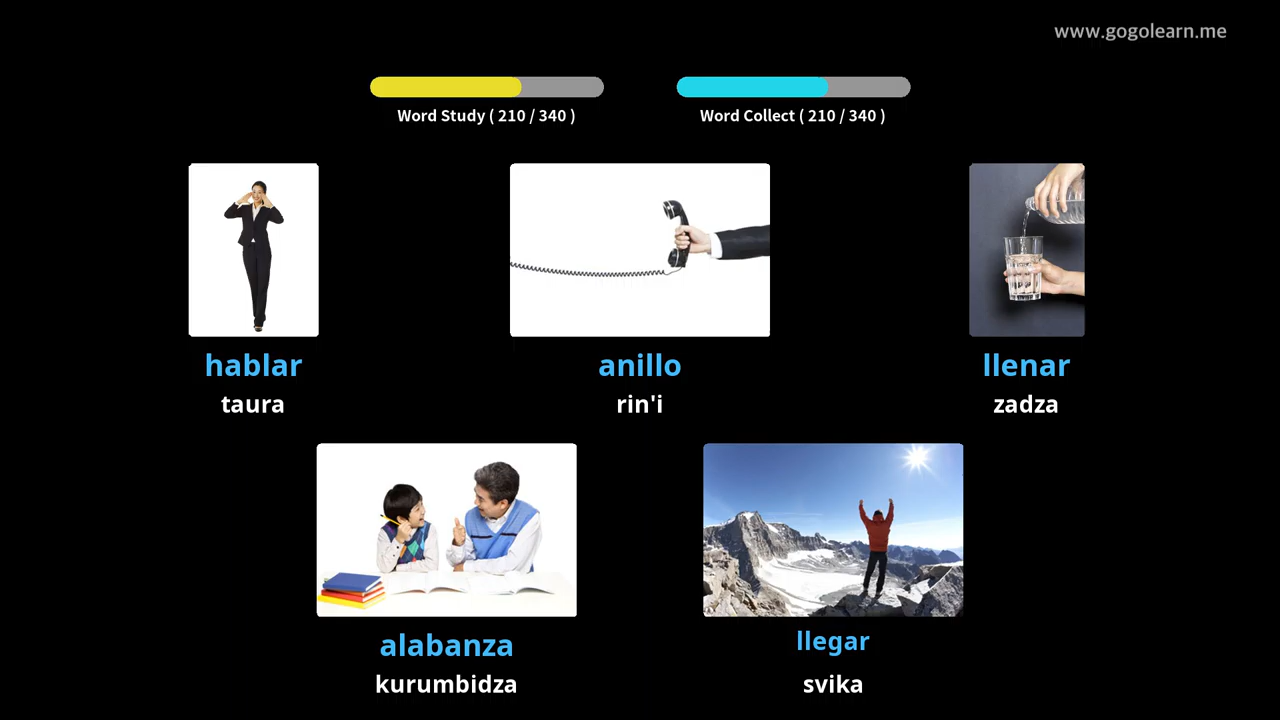 www.gogolearn.me
Word Study ( 210 / 340 )
Word Collect ( 210 / 340 )
hablar
taura
anillo
rin'i
llenar
zadza
alabanza
kurumbidza
llegar
svika